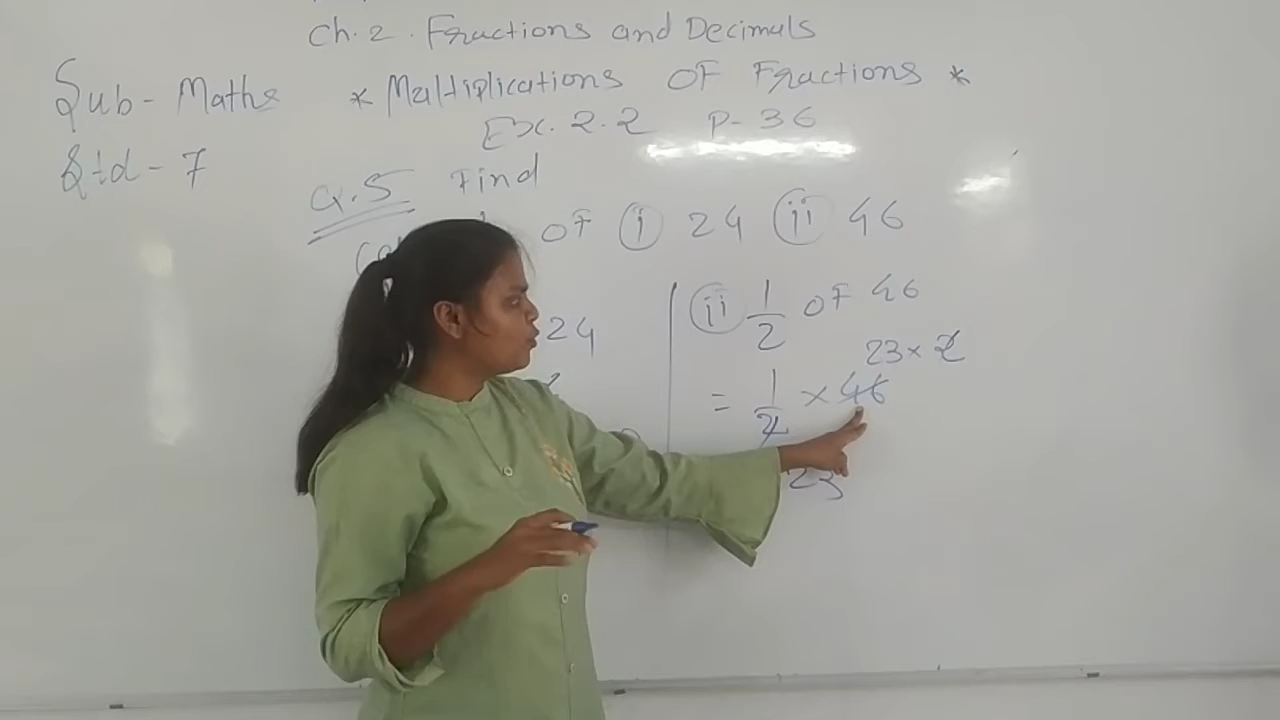 Ch. 2. Fractions and Decimals
Sub - Maths * Multiplications OF Fractions *
Ex. 2.2 P-36
Std - 7
Q.5 Find
of (i) 24 (ii) 46
24
(ii) 1/2 of 46
23 × 2
= 1/2 × 46
23